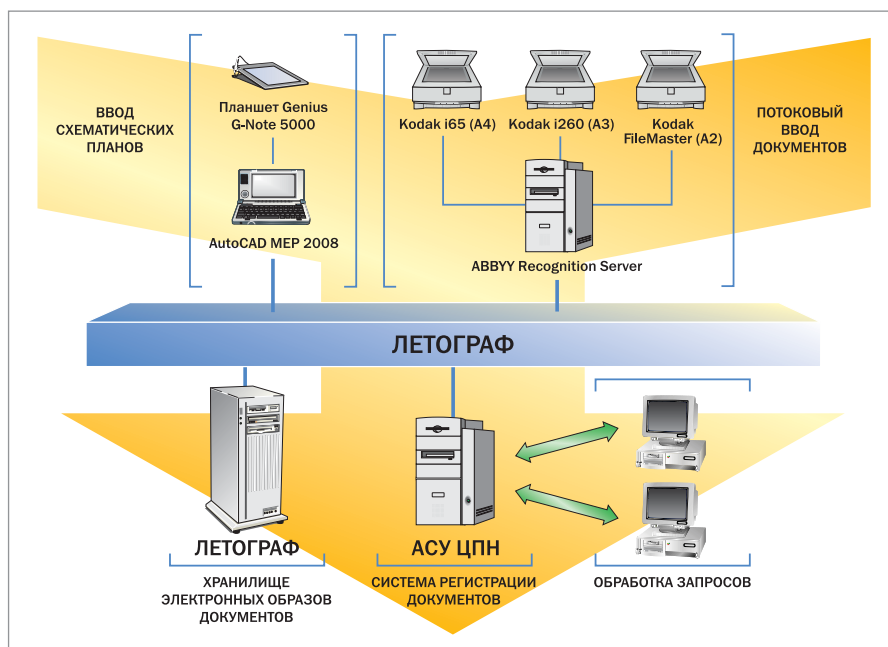 ВВОД
СХЕМАТИЧЕСКИХ
ПЛАНОВ
Планшет Genius
G-Note 5000
AutoCAD MEP 2008
Kodak i65 (A4)
Kodak i260 (A3)
Kodak
FileMaster (A2)
ABBYY Recognition Server
ПОТОКОВЫЙ
ВВОД
ДОКУМЕНТОВ
ЛЕТОГРАФ
ЛЕТОГРАФ
ХРАНИЛИЩЕ
ЭЛЕКТРОННЫХ ОБРАЗОВ
ДОКУМЕНТОВ
АСУ ЦПН
СИСТЕМА РЕГИСТРАЦИИ
ДОКУМЕНТОВ
ОБРАБОТКА ЗАПРОСОВ